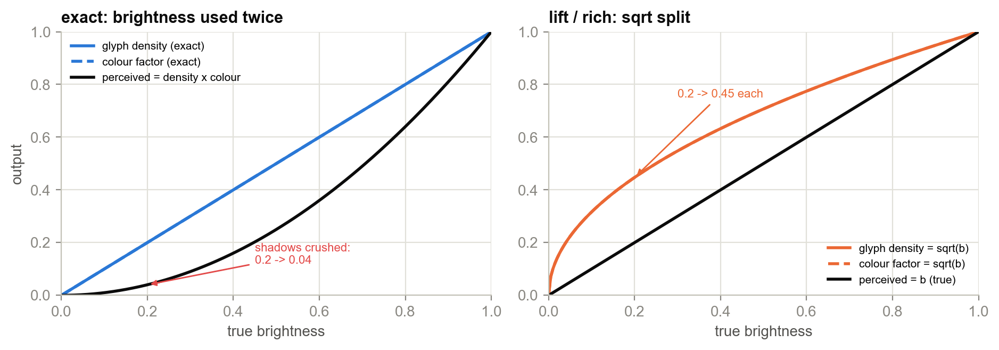 exact: brightness used twice
1.0
0.8
0.6
0.4
0.2
0.0
output
glyph density (exact)
colour factor (exact)
perceived = density x colour
shadows crushed:
0.2 -> 0.04
0.0 0.2 0.4 0.6 0.8 1.0
true brightness
lift / rich: sqrt split
1.0
0.8
0.6
0.4
0.2
0.0
0.2 -> 0.45 each
glyph density = sqrt(b)
colour factor = sqrt(b)
perceived = b (true)
0.0 0.2 0.4 0.6 0.8 1.0
true brightness